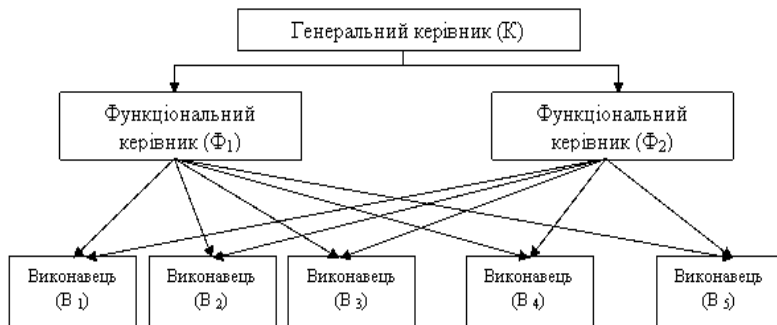 Генеральний керівник (К)
Функціональний
керівник (Ф₁)
Функціональний
керівник (Ф₂)
Виконавець
(В ₁)
Виконавець
(В ₂)
Виконавець
(В ₃)
Виконавець
(В ₄)
Виконавець
(В ₅)